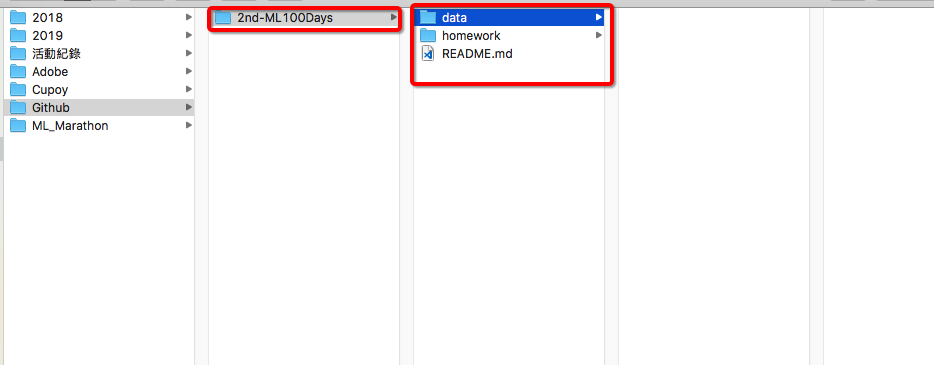 2018
2019
活動紀錄
Adobe
Cupoy
Github
ML_Marathon
2nd-ML100Days
data
homework
README.md